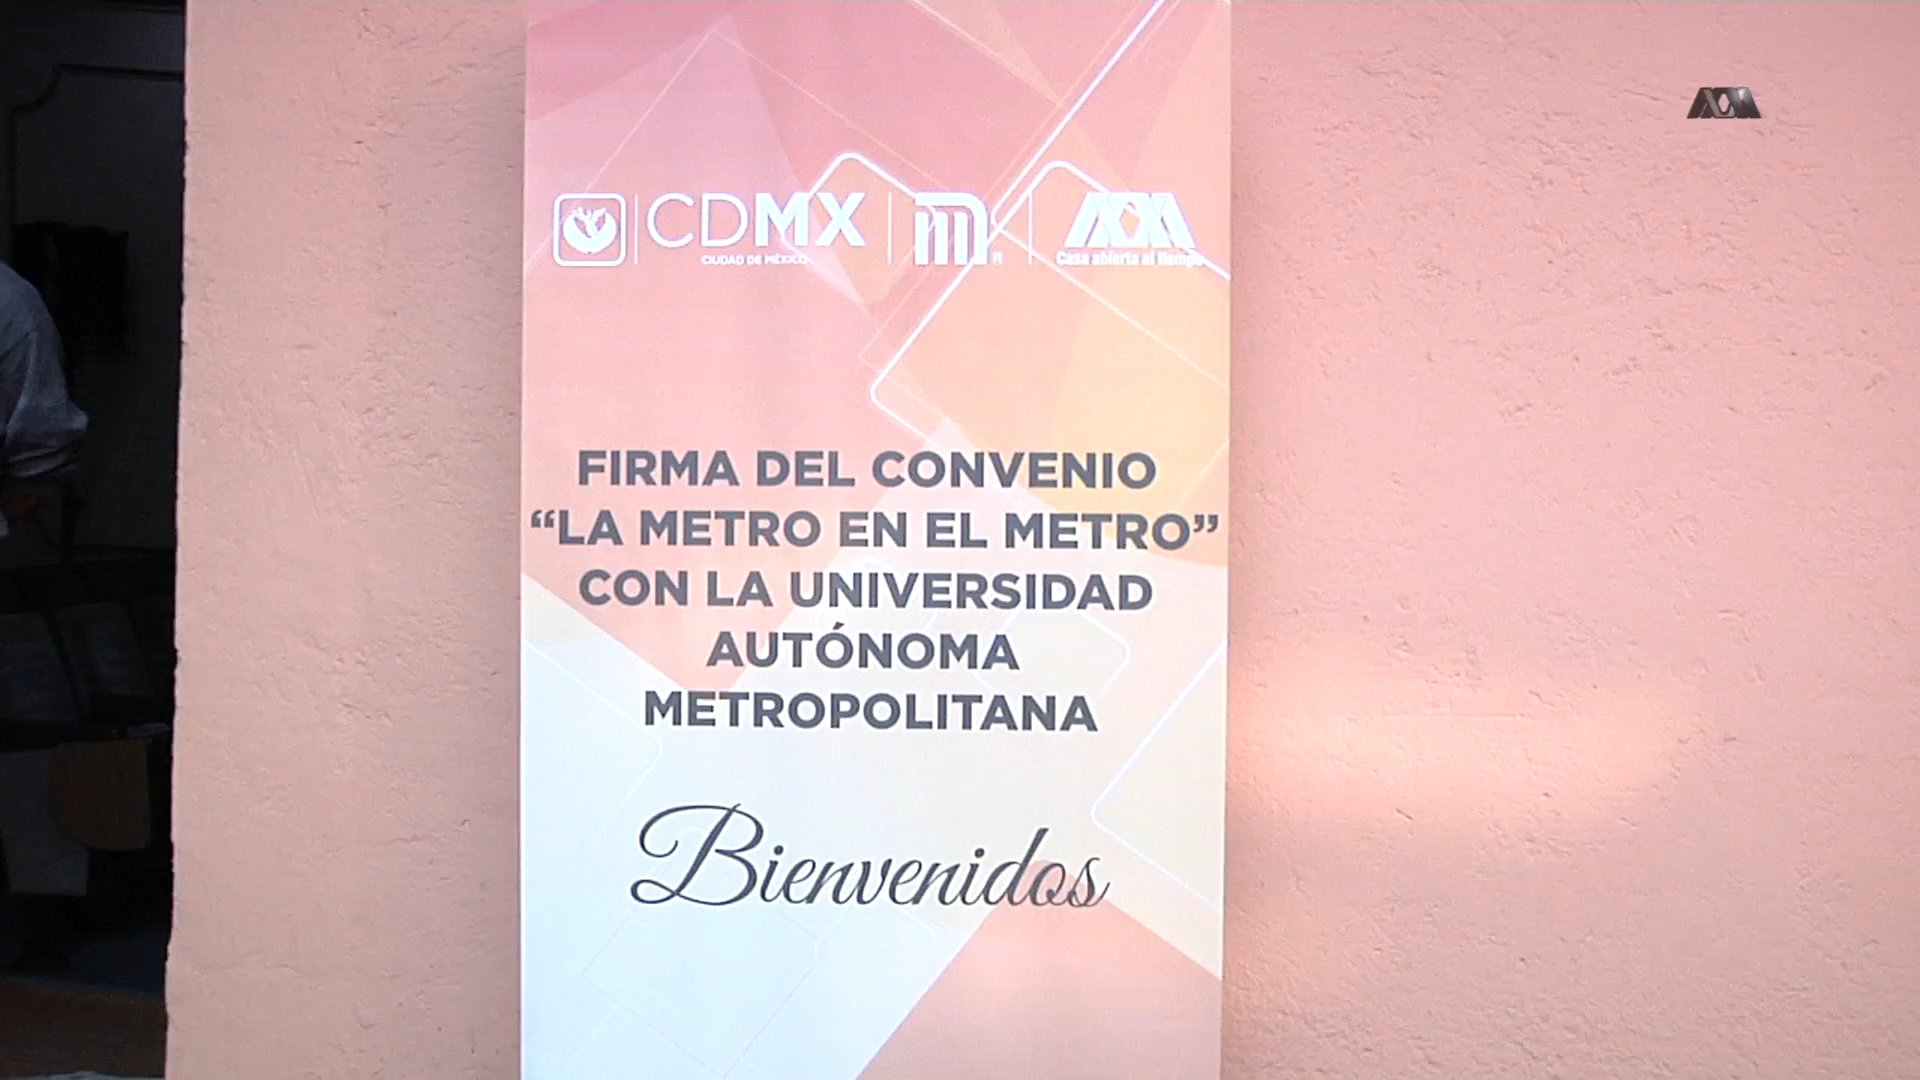 CDMX
CIUDAD DE MÉXICO
Casa abierta al tiempo
FIRMA DEL CONVENIO
“LA METRO EN EL METRO”
CON LA UNIVERSIDAD
AUTÓNOMA
METROPOLITANA
Bienvenidos